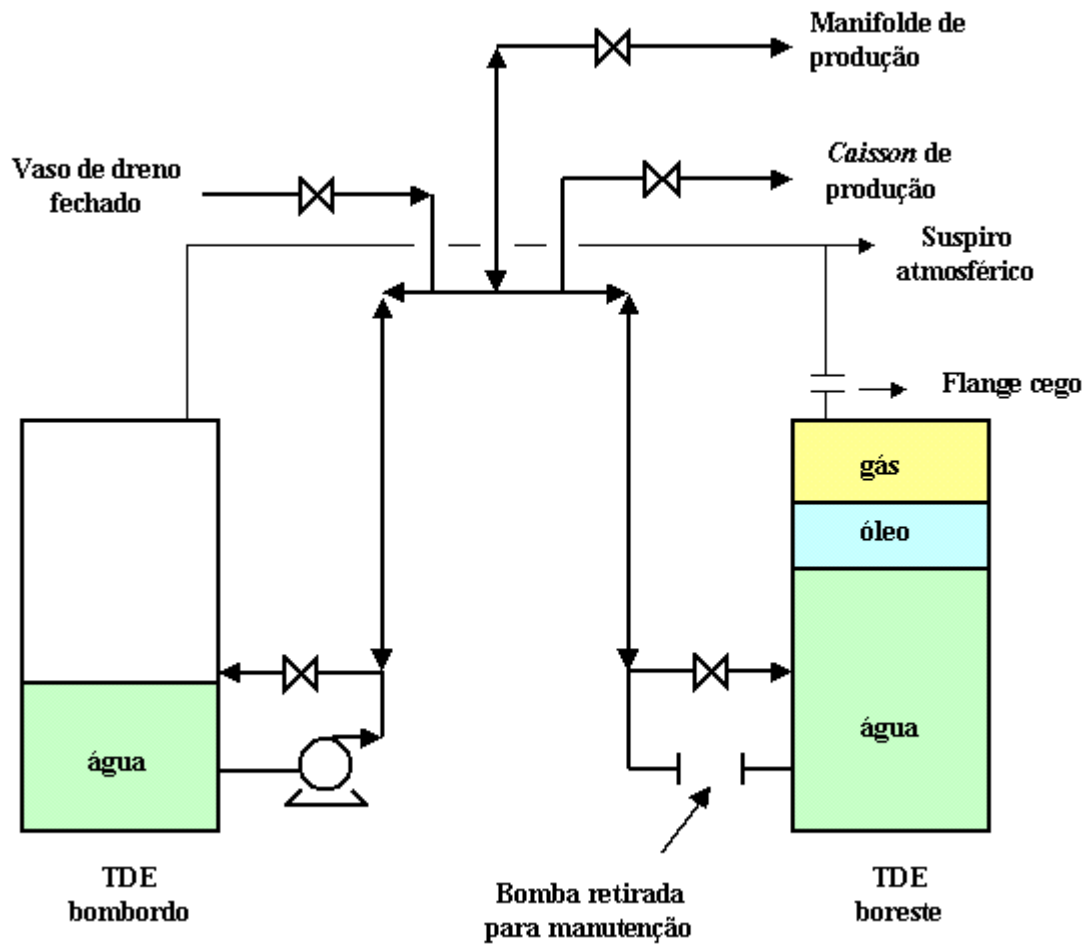 Manifolde de
produção
Vaso de dreno
fechado
Caisson de
produção
Suspiro
atmosférico
Flange cego
gás
óleo
água
água
TDE
bombordo
Bomba retirada
para manutenção
TDE
boreste